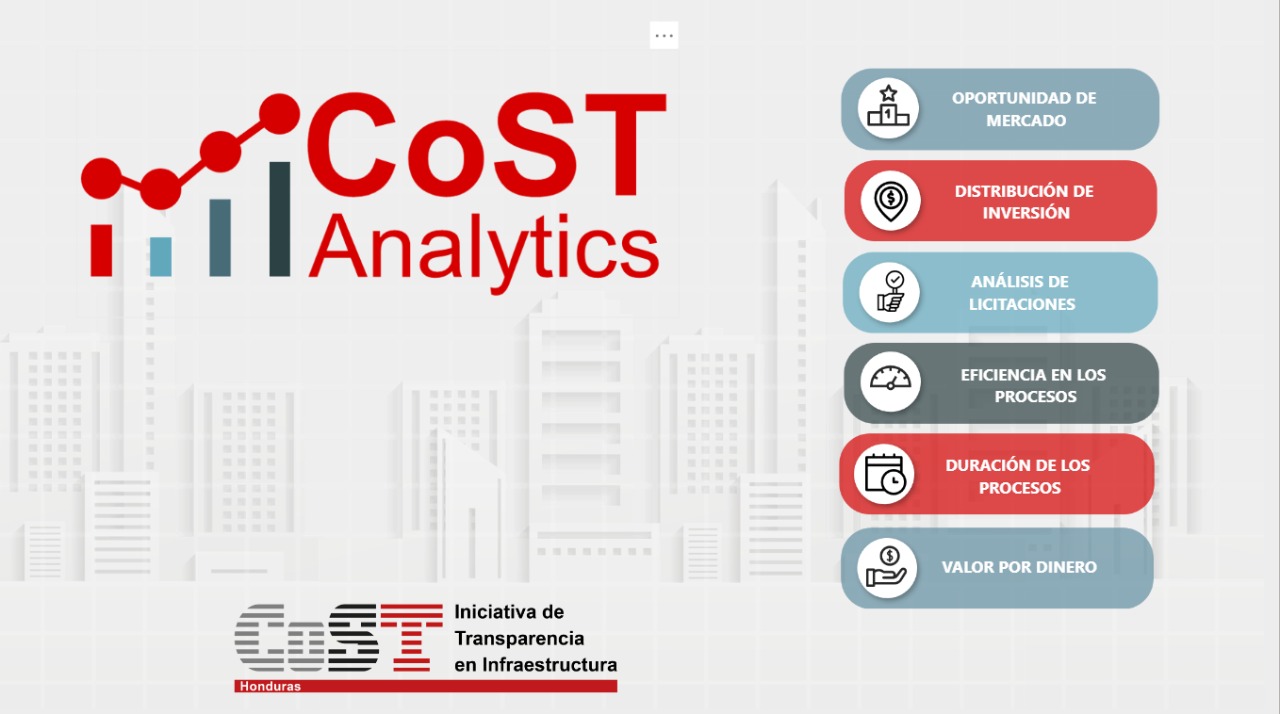 CoST
Analytics
OPORTUNIDAD DE
MERCADO
DISTRIBUCIÓN DE
INVERSIÓN
ANÁLISIS DE
LICITACIONES
EFICIENCIA EN LOS
PROCESOS
DURACIÓN DE LOS
PROCESOS
VALOR POR DINERO
CoST
Iniciativa de
Transparencia
en Infraestructura
Honduras